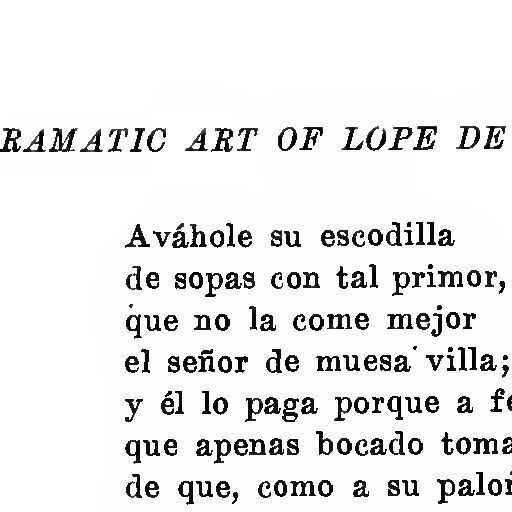 RAMATIC ART OF LOPE DE
Aváhole su escodilla
de sopas con tal primor,
que no la come mejor
el señor de muesa villa;
y él lo paga porque a fe
que apenas bocado toma
de que, como a su